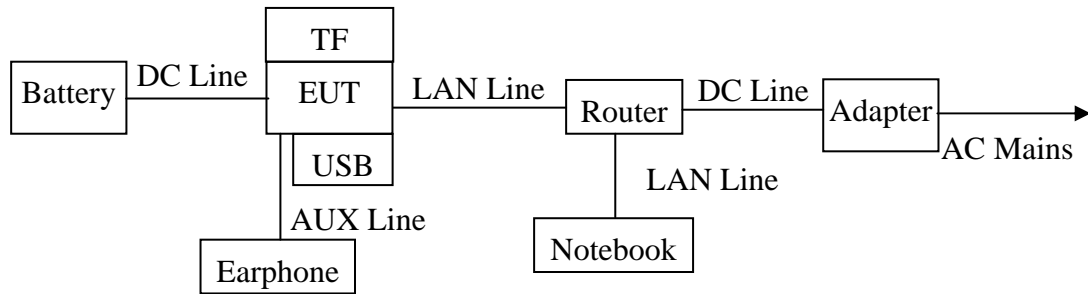 TF
Battery
DC Line
EUT
LAN Line
Router
DC Line
Adapter
AC Mains
USB
LAN Line
AUX Line
Earphone
Notebook